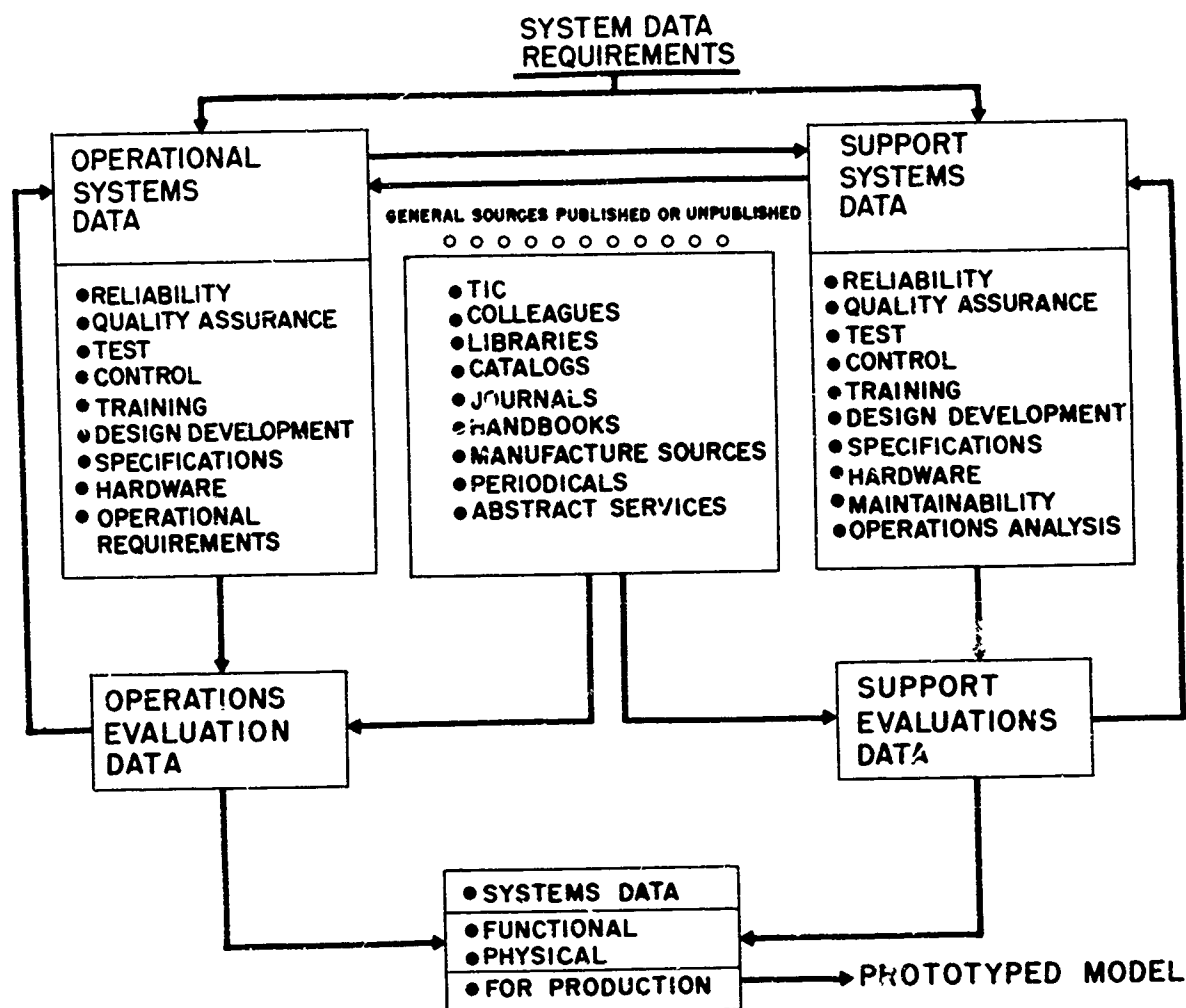 SYSTEM DATA
REQUIREMENTS
OPERATIONAL
SYSTEMS
DATA
● RELIABILITY
● QUALITY ASSURANCE
● TEST
● CONTROL
● TRAINING
● DESIGN DEVELOPMENT
● SPECIFICATIONS
● HARDWARE
● OPERATIONAL
REQUIREMENTS
GENERAL SOURCES PUBLISHED OR UNPUBLISHED
● TIC
● COLLEAGUES
● LIBRARIES
● CATALOGS
● JOURNALS
● HANDBOOKS
● MANUFACTURE SOURCES
● PERIODICALS
● ABSTRACT SERVICES
SUPPORT
SYSTEMS
DATA
● RELIABILITY
● QUALITY ASSURANCE
● TEST
● CONTROL
● TRAINING
● DESIGN DEVELOPMENT
● SPECIFICATIONS
● HARDWARE
● MAINTAINABILITY
● OPERATIONS ANALYSIS
OPERATIONS
EVALUATION
DATA
SUPPORT
EVALUATIONS
DATA
● SYSTEMS DATA
● FUNCTIONAL
● PHYSICAL
● FOR PRODUCTION
PROTOTYPED MODEL